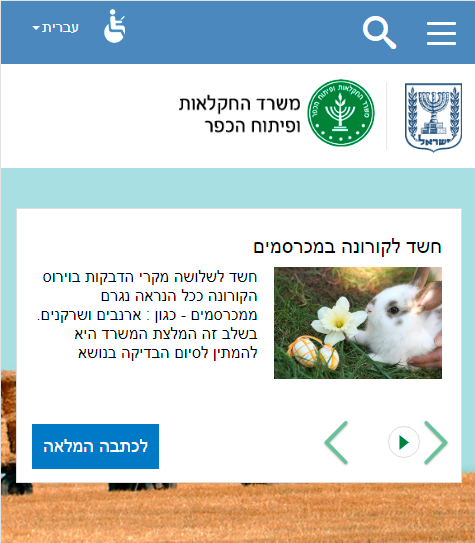 עברית
משרד החקלאות
ופיתוח הכפר
משרד החקלאות ופיתוח הכפר
ישראל
חשד לקורונה במכרסמים
חשד לשלושה מקרי הדבקות בוירוס
הקורונה ככל הנראה נגרם
ממכרסמים - כגון : ארנבים ושרקנים.
בשלב זה המלצת המשרד היא
להמתין לסיום הבדיקה בנושא
לכתבה המלאה